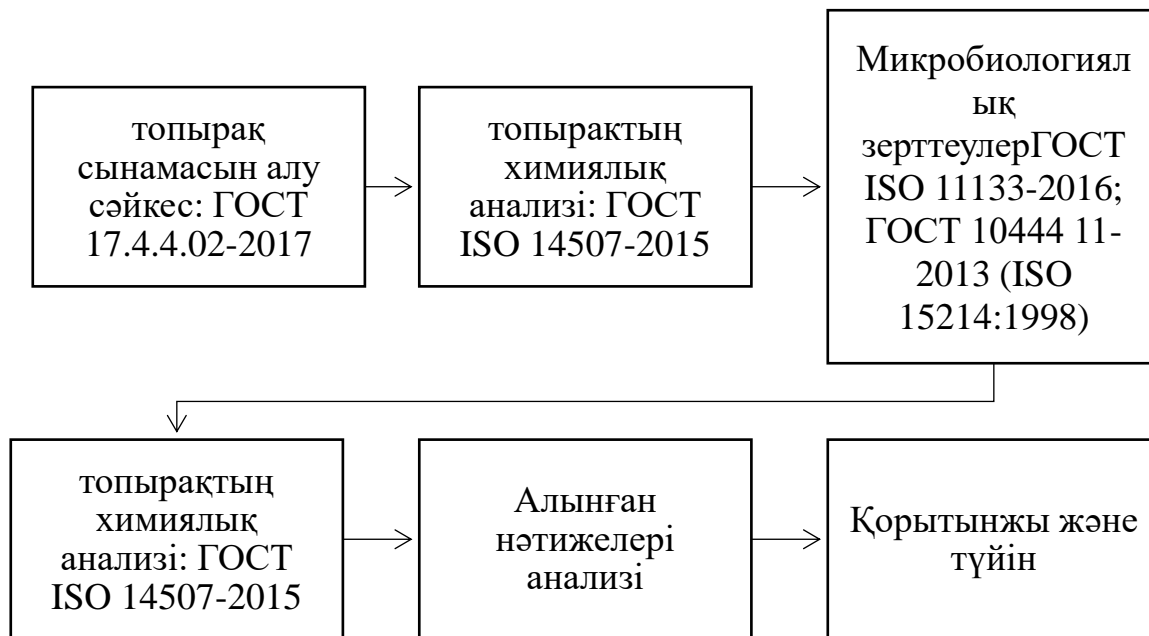 топырақ
сынамасын алу
сәйкес: ГОСТ
17.4.4.02-2017
топырактың
химиялық
анализі: ГОСТ
ISO 14507-2015
Микробиологиял
ық
зерттеулерГОСТ
ISO 11133-2016;
ГОСТ 10444 11-
2013 (ISO
15214:1998)
топырақтың
химиялық
анализі: ГОСТ
ISO 14507-2015
Алынған
нәтижелері
анализі
Қорытынжы және
түйін